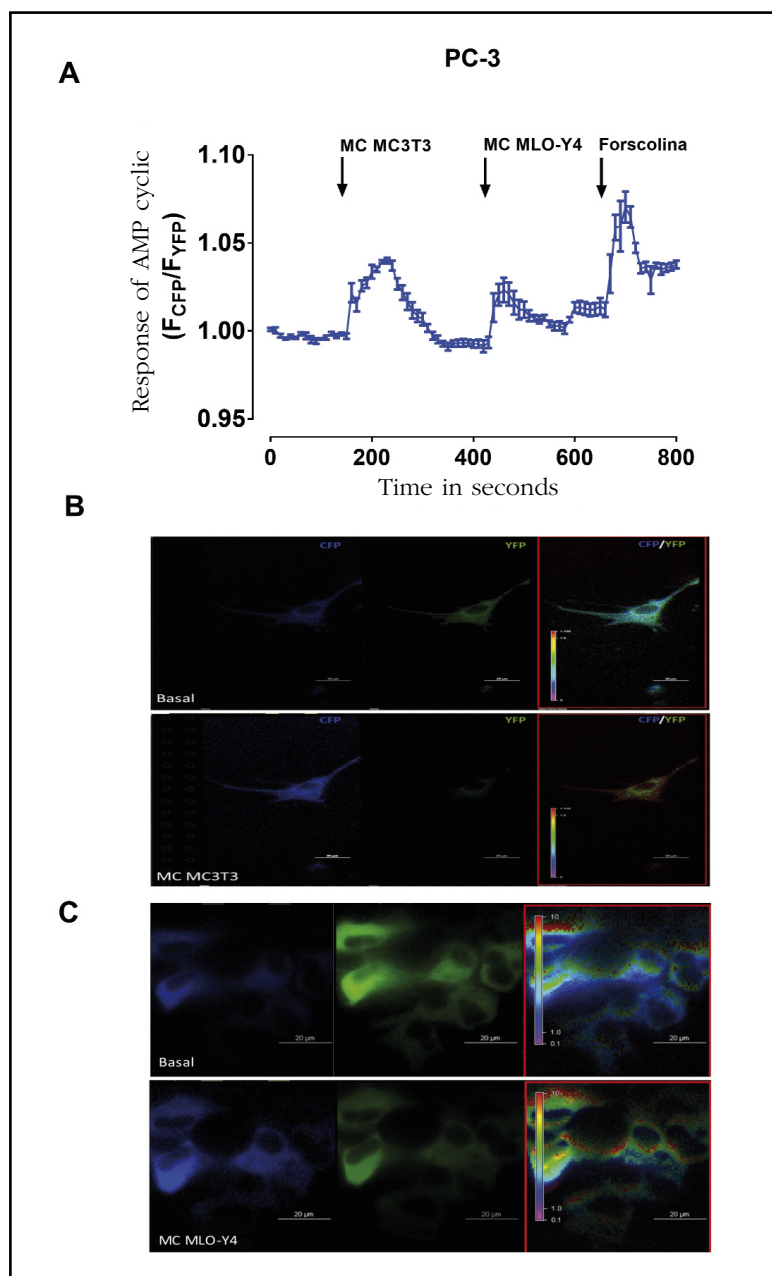 A
PC-3
MC MC3T3
MC MLO-Y4
Forscolina
Response of AMP cyclic
(FCFP/FYFP)
1.10
1.05
1.00
0.95
0 200 400 600 800
Time in seconds
B
CFP YFP CFP/YFP
Basal
CFP YFP CFP/YFP
MC MC3T3
C
10
1.0
0.1
20 µm 20 µm 20 µm
Basal
10
1.0
0.1
20 µm 20 µm 20 µm
MC MLO-Y4